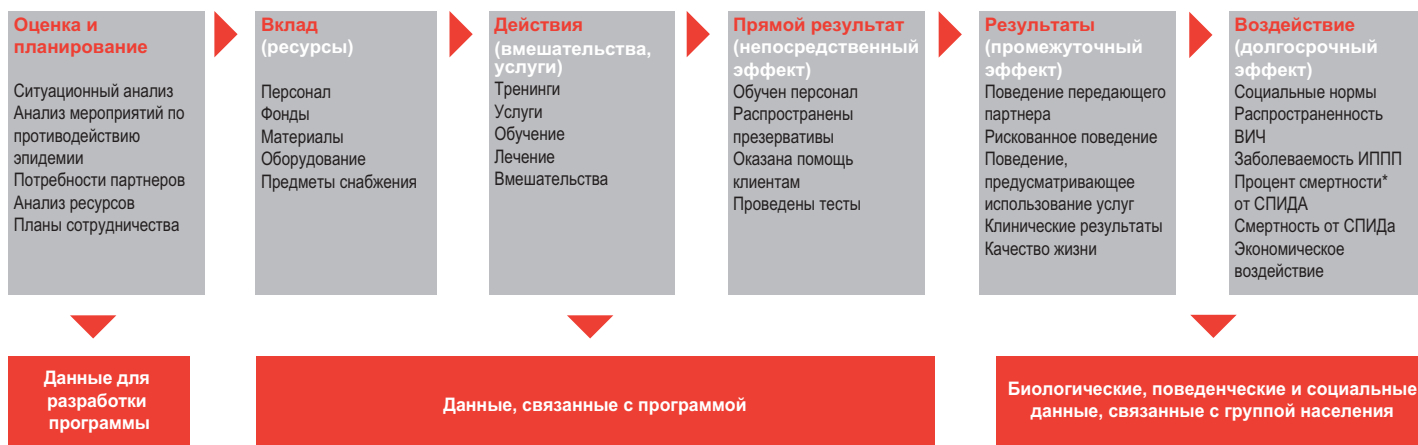 Оценка и
планирование
Ситуационный анализ
Анализ мероприятий по
противодействию
эпидемии
Потребности партнеров
Анализ ресурсов
Планы сотрудничества
Вклад
(ресурсы)
Персонал
Фонды
Материалы
Оборудование
Предметы снабжения
Действия
(вмешательства,
услуги)
Тренинги
Услуги
Обучение
Лечение
Вмешательства
Прямой результат
(непосредственный
эффект)
Обучен персонал
Распространены
презервативы
Оказана помощь
клиентам
Проведены тесты
Результаты
(промежуточный
эффект)
Поведение передающего
партнера
Рискованное поведение
Поведение,
предусматривающее
использование услуг
Клинические результаты
Качество жизни
Воздействие
(долгосрочный
эффект)
Социальные нормы
Распространенность
ВИЧ
Заболеваемость ИППП
Процент смертности*
от СПИДА
Смертность от СПИДа
Экономическое
воздействие
Данные для
разработки
программы
Данные, связанные с программой
Биологические, поведенческие и социальные
данные, связанные с группой населения